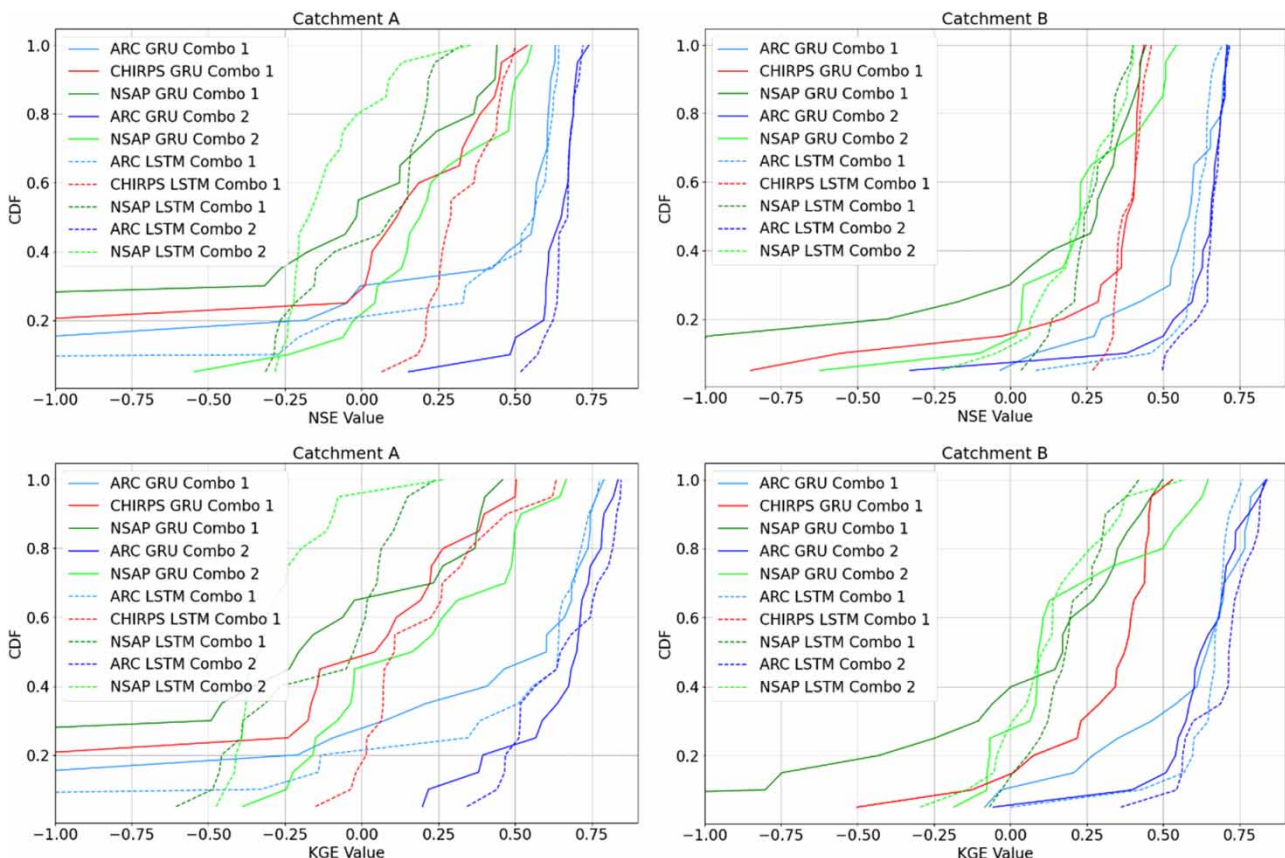 Catchment A
1.0
0.8
0.6
0.4
0.2
CDF
ARC GRU Combo 1
CHIRPS GRU Combo 1
NSAP GRU Combo 1
ARC GRU Combo 2
NSAP GRU Combo 2
ARC LSTM Combo 1
CHIRPS LSTM Combo 1
NSAP LSTM Combo 1
ARC LSTM Combo 2
NSAP LSTM Combo 2
−1.00 −0.75 −0.50 −0.25 0.00 0.25 0.50 0.75
NSE Value
Catchment B
1.0
0.8
0.6
0.4
0.2
CDF
ARC GRU Combo 1
CHIRPS GRU Combo 1
NSAP GRU Combo 1
ARC GRU Combo 2
NSAP GRU Combo 2
ARC LSTM Combo 1
CHIRPS LSTM Combo 1
NSAP LSTM Combo 1
ARC LSTM Combo 2
NSAP LSTM Combo 2
−1.00 −0.75 −0.50 −0.25 0.00 0.25 0.50 0.75
NSE Value
Catchment A
1.0
0.8
0.6
0.4
0.2
CDF
ARC GRU Combo 1
CHIRPS GRU Combo 1
NSAP GRU Combo 1
ARC GRU Combo 2
NSAP GRU Combo 2
ARC LSTM Combo 1
CHIRPS LSTM Combo 1
NSAP LSTM Combo 1
ARC LSTM Combo 2
NSAP LSTM Combo 2
−1.00 −0.75 −0.50 −0.25 0.00 0.25 0.50 0.75
KGE Value
Catchment B
1.0
0.8
0.6
0.4
0.2
CDF
ARC GRU Combo 1
CHIRPS GRU Combo 1
NSAP GRU Combo 1
ARC GRU Combo 2
NSAP GRU Combo 2
ARC LSTM Combo 1
CHIRPS LSTM Combo 1
NSAP LSTM Combo 1
ARC LSTM Combo 2
NSAP LSTM Combo 2
−1.00 −0.75 −0.50 −0.25 0.00 0.25 0.50 0.75
KGE Value